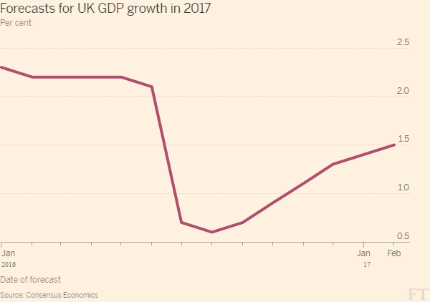 Forecasts for UK GDP growth in 2017
Per cent
2.5
2.0
1.5
1.0
0.5
Jan Jan Feb
2016 17
Date of forecast
Source: Consensus Economics
FT